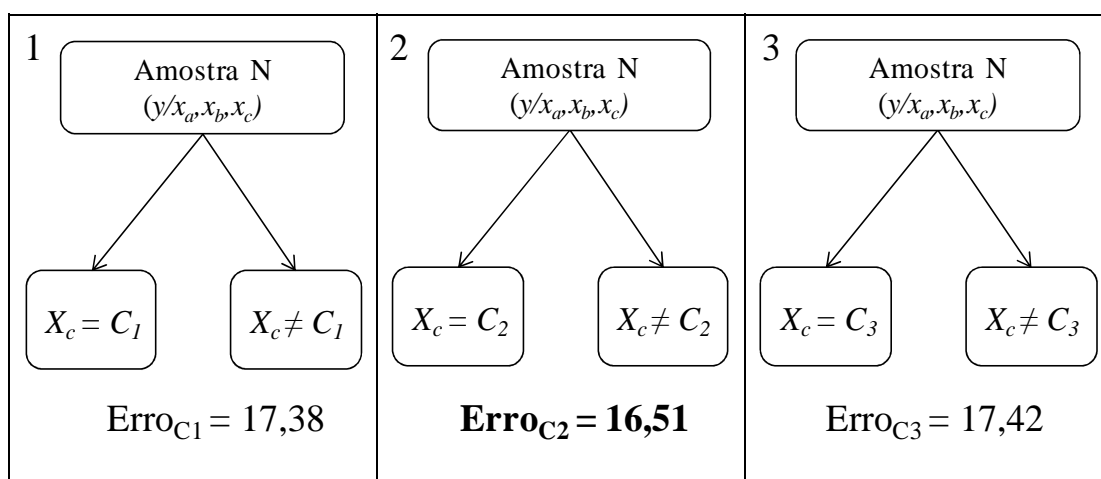 1
Amostra N
(y/xa,xb,xc)
Xc = C1
Xc ≠ C1
ErroC1 = 17,38
2
Amostra N
(y/xa,xb,xc)
Xc = C2
Xc ≠ C2
ErroC2 = 16,51
3
Amostra N
(y/xa,xb,xc)
Xc = C3
Xc ≠ C3
ErroC3 = 17,42